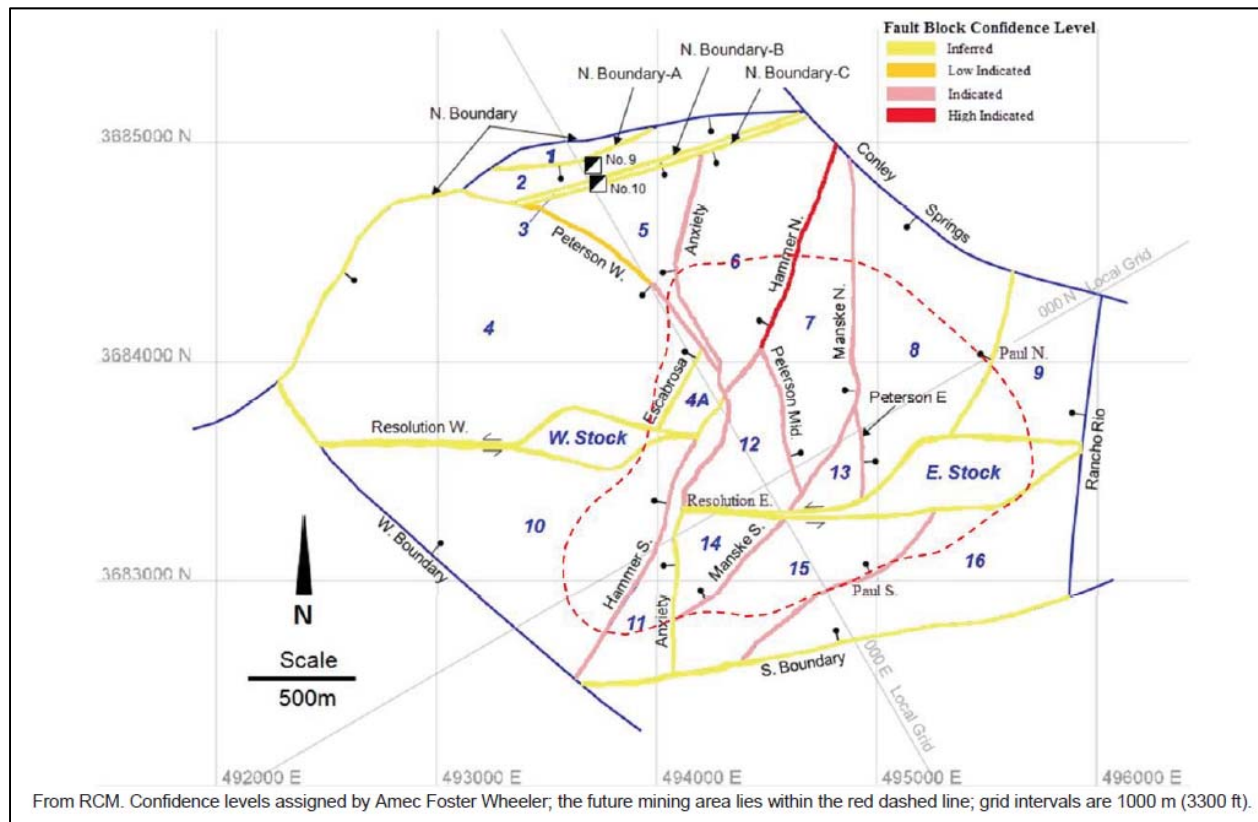 Fault Block Confidence Level
Inferred
Low Indicated
Indicated
High Indicated
N. Boundary-B
N. Boundary-A
N. Boundary-C
N. Boundary
3685000 N
1
No. 9
2
No.10
3
Conley
Springs
5
Anxiety
Peterson W.
6
Hammer N.
000 N Local Grid
4
7
Manske N.
8
3684000 N
Paul N.
9
Escabrosa
4A
Peterson Mid.
Peterson E
Resolution W.
W. Stock
12
13
E. Stock
Rancho Rio
Resolution E.
W. Boundary
10
Hammer S.
14
Manske S.
15
16
3683000 N
Paul S.
11
Anxiety
S. Boundary
N
Scale
500m
000 E Local Grid
492000 E
493000 E
494000 E
495000 E
496000 E
From RCM. Confidence levels assigned by Amec Foster Wheeler; the future mining area lies within the red dashed line; grid intervals are 1000 m (3300 ft).